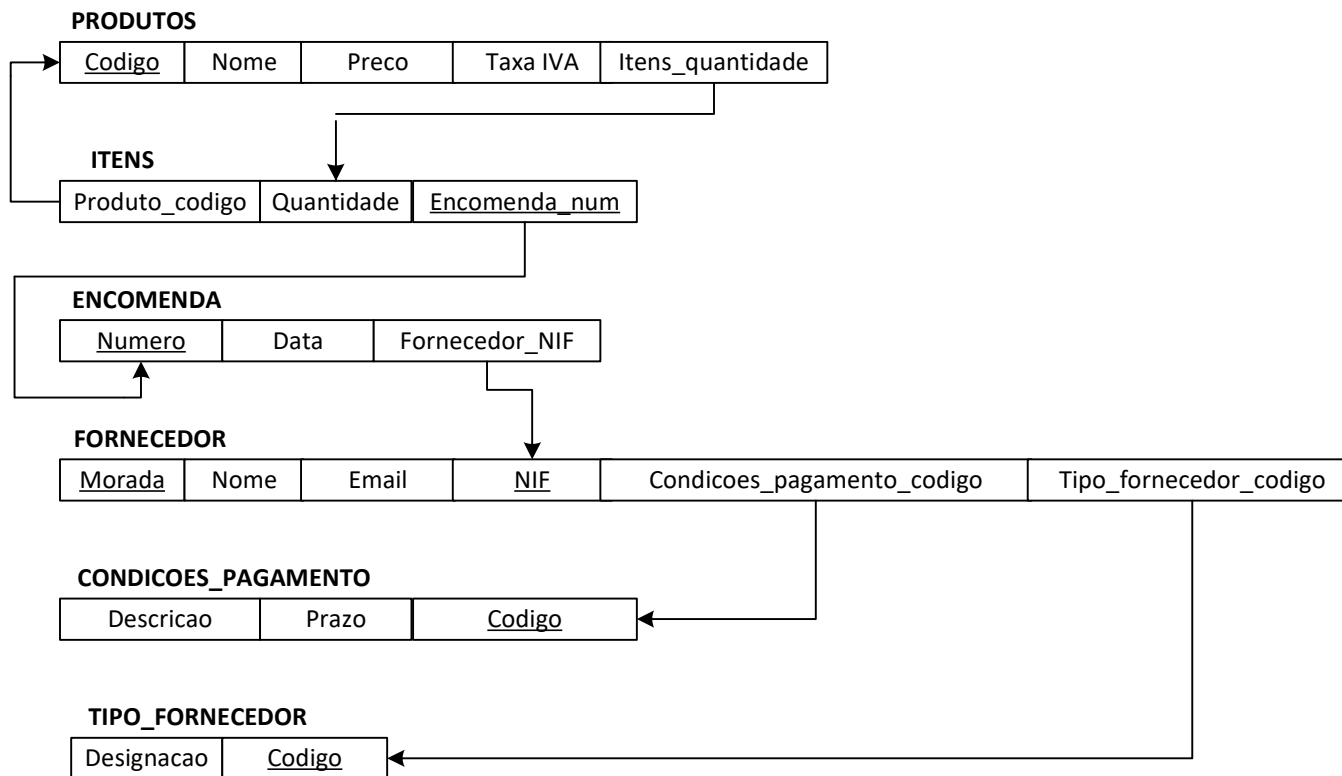 PRODUTOS
Codigo Nome Preco Taxa IVA Itens_quantidade
ITENS
Produto_codigo Quantidade Encomenda_num
ENCOMENDA
Numero Data Fornecedor_NIF
FORNECEDOR
Morada Nome Email NIF Condicoes_pagamento_codigo Tipo_fornecedor_codigo
CONDICOES_PAGAMENTO
Descricao Prazo Codigo
TIPO_FORNECEDOR
Designacao Codigo